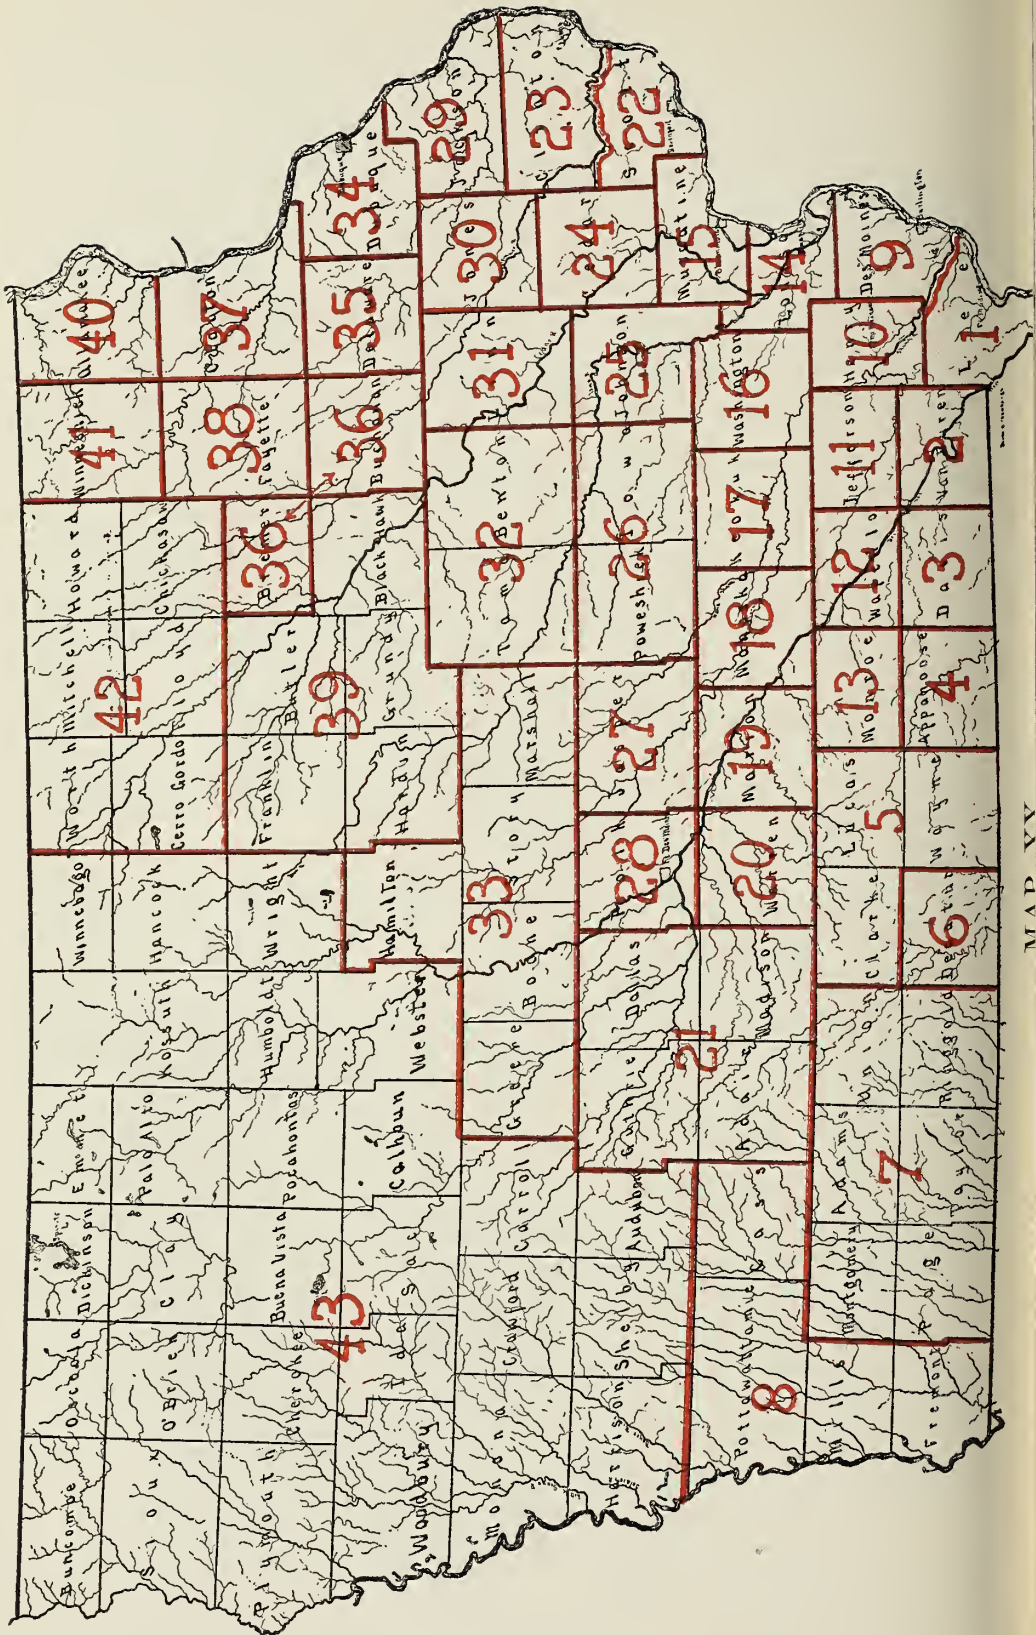 Buncombe
Osceola
Dickinson
Emmett
Winnebago
Worth
Mitchell
Howard
Winneshiek
41
Allamakee
40
Sioux
O'Brien
Clay
Palo Alto
Kossuth
Hancock
Cerro Gordo
Floyd
42
Chickasaw
Plymouth
Cherokee
Buena Vista
Pocahontas
Humboldt
Wright
Franklin
Butler
Bremer
36
Fayette
38
Clayton
37
Woodbury
Ida
Sac
43
Calhoun
Webster
Hamilton
Hardin
39
Grundy
Black Hawk
Buchanan
36
Delaware
35
Dubuque
34
Monona
Crawford
Carroll
Greene
Boone
33
Story
Marshall
Tama
32
Benton
Linn
31
Jones
30
Jackson
29
Harrison
Shelby
Audubon
Guthrie
Dallas
21
Polk
28
Jasper
27
Poweshiek
26
Iowa
Johnson
25
Cedar
24
Clinton
23
Scott
22
Muscatine
15
Pottawattamie
8
Cass
Adair
Madison
Warren
20
Marion
19
Mahaska
18
Keokuk
17
Washington
16
14
Mills
Montgomery
Adams
Union
Clarke
Lucas
5
Monroe
13
Wapello
12
Jefferson
11
Henry
10
Des Moines
9
Burlington
Fremont
Page
7
Taylor
Ringgold
Decatur
6
Wayne
Appanoose
4
Davis
3
Van Buren
2
Lee
1
MAP XV